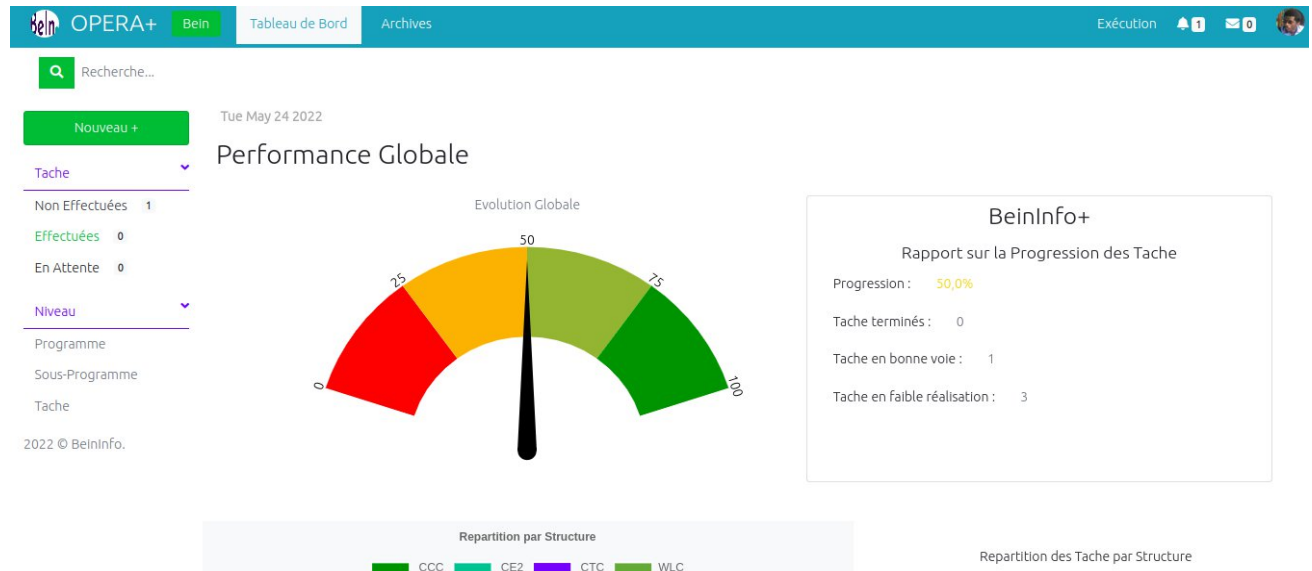 Bein OPERA+ Bein Tableau de Bord Archives Exécution 1 0
Recherche...
Nouveau +
Tache
Non Effectuées 1
Effectuées 0
En Attente 0
Niveau
Programme
Sous-Programme
Tache
2022 © BeinInfo.
Tue May 24 2022
Performance Globale
Evolution Globale
0
25
50
75
100
BeinInfo+
Rapport sur la Progression des Tache
Progression : 50,0%
Tache terminés : 0
Tache en bonne voie : 1
Tache en faible réalisation : 3
Repartition par Structure
CCC CE2 CTC WLC
Repartition des Tache par Structure